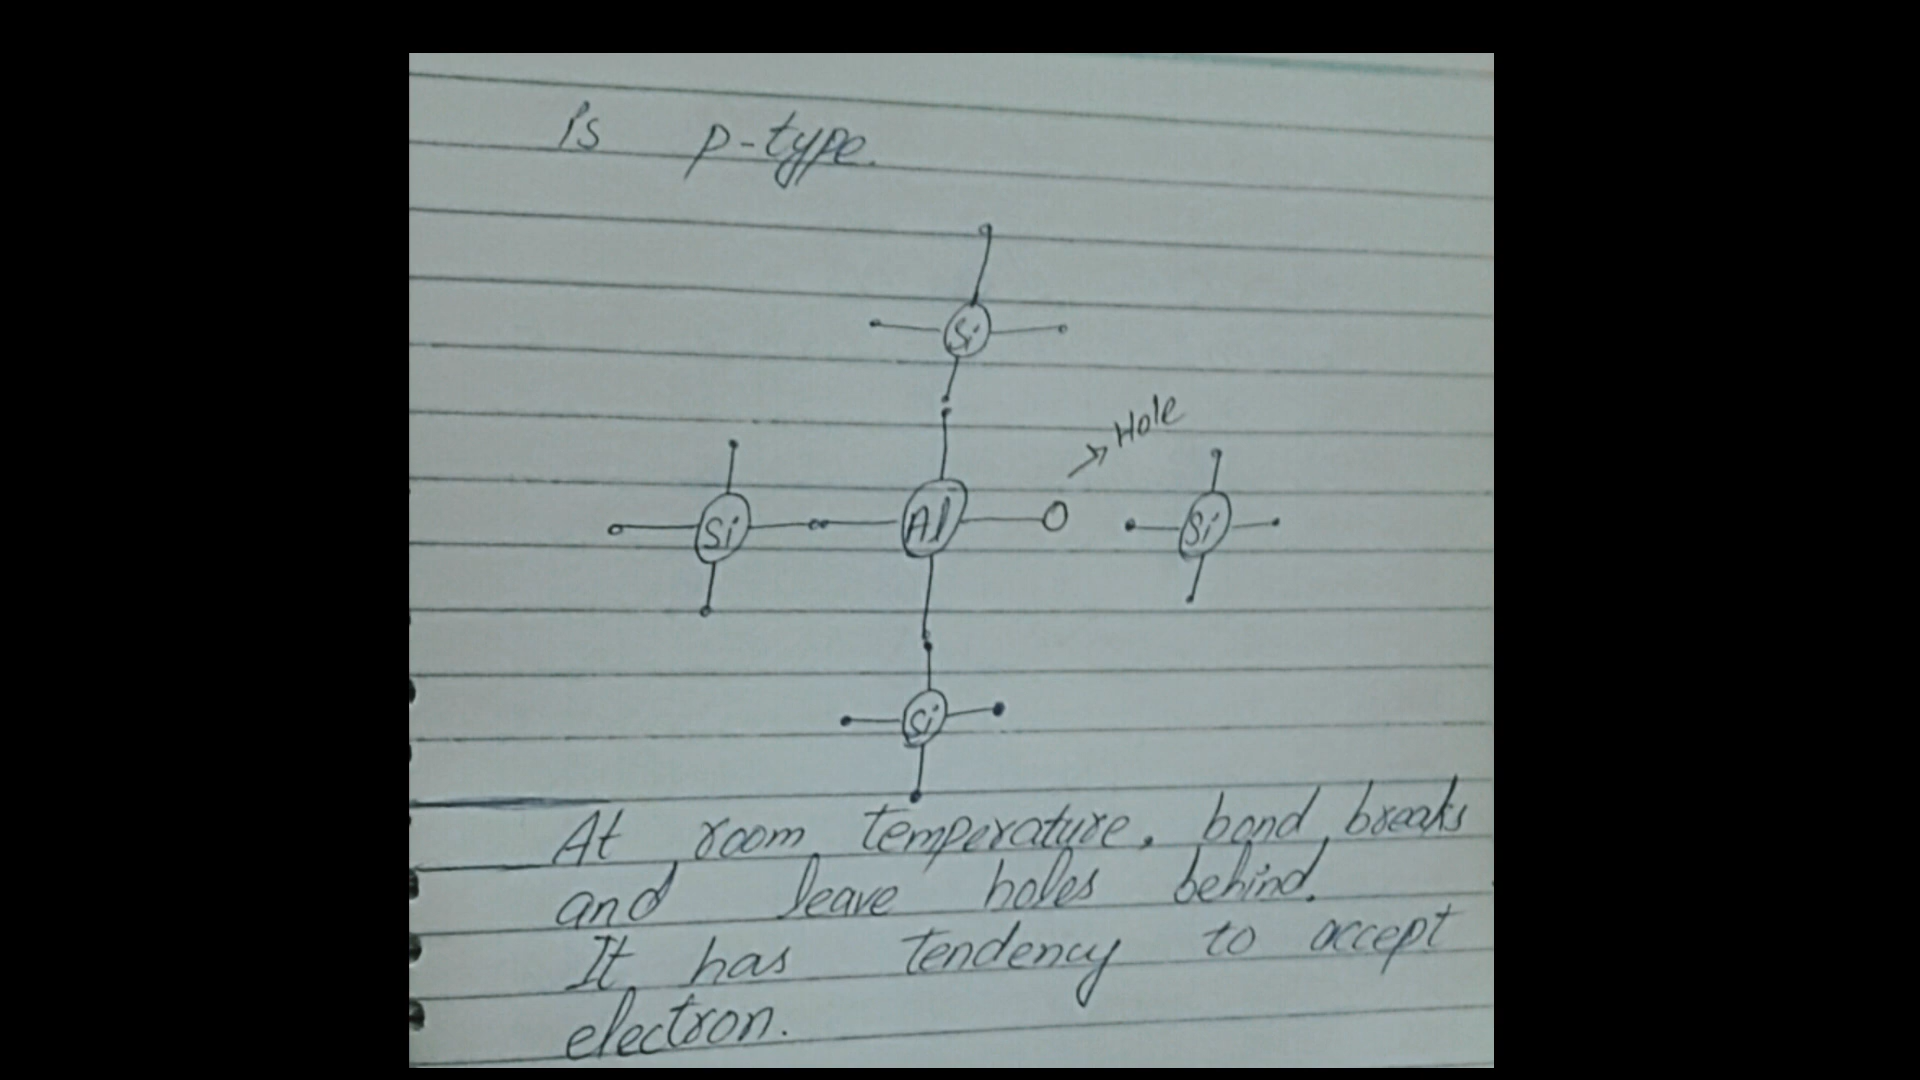 is p-type.
Si
Hole
Si Al Si
Si
At room temperature, bond breaks
and leave holes behind.
It has tendency to accept
electron.